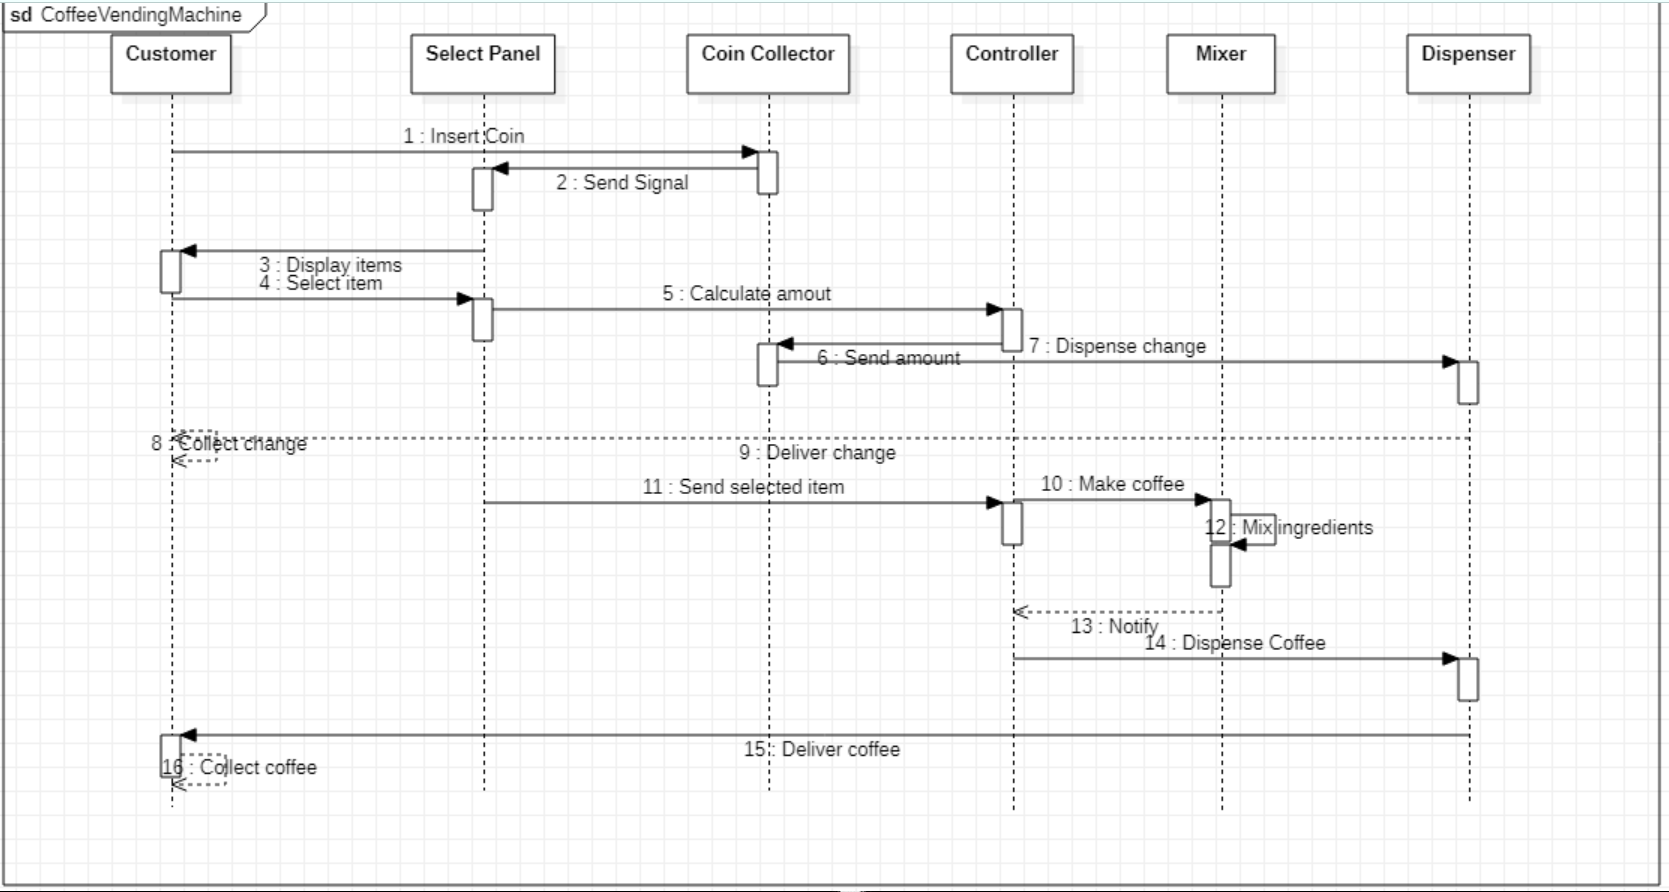 sd CoffeeVendingMachine
Customer
Select Panel
Coin Collector
Controller
Mixer
Dispenser
1 : Insert Coin
2 : Send Signal
3 : Display items
4 : Select item
5 : Calculate amout
6 : Send amount
7 : Dispense change
8 : Collect change
9 : Deliver change
10 : Make coffee
11 : Send selected item
12 : Mix ingredients
13 : Notify
14 : Dispense Coffee
15 : Deliver coffee
16 : Collect coffee